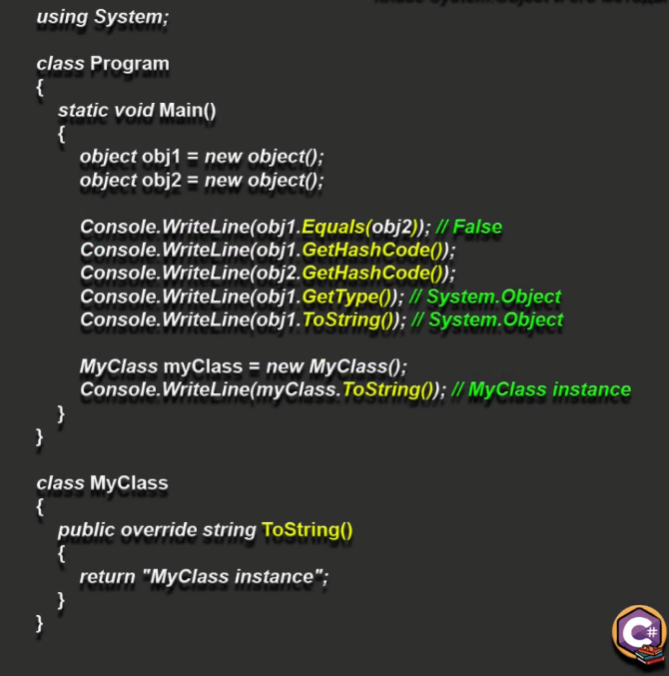 using System;
class Program
{
static void Main()
{
object obj1 = new object();
object obj2 = new object();
Console.WriteLine(obj1.Equals(obj2)); // False
Console.WriteLine(obj1.GetHashCode());
Console.WriteLine(obj2.GetHashCode());
Console.WriteLine(obj1.GetType()); // System.Object
Console.WriteLine(obj1.ToString()); // System.Object
MyClass myClass = new MyClass();
Console.WriteLine(myClass.ToString()); // MyClass instance
}
}
class MyClass
{
public override string ToString()
{
return "MyClass instance";
}
}
C#